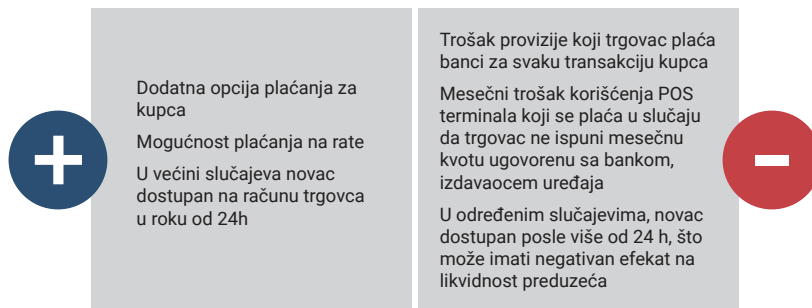 Dodatna opcija plaćanja za
kupca
Mogućnost plaćanja na rate
U većini slučajeva novac
dostupan na računu trgovca
u roku od 24h
Trošak provizije koji trgovac plaća
banci za svaku transakciju kupca
Mesečni trošak korišćenja POS
terminala koji se plaća u slučaju
da trgovac ne ispuni mesečnu
kvotu ugovorenu sa bankom,
izdavaocem uređaja
U određenim slučajevima, novac
dostupan posle više od 24 h, što
može imati negativan efekat na
likvidnost preduzeća